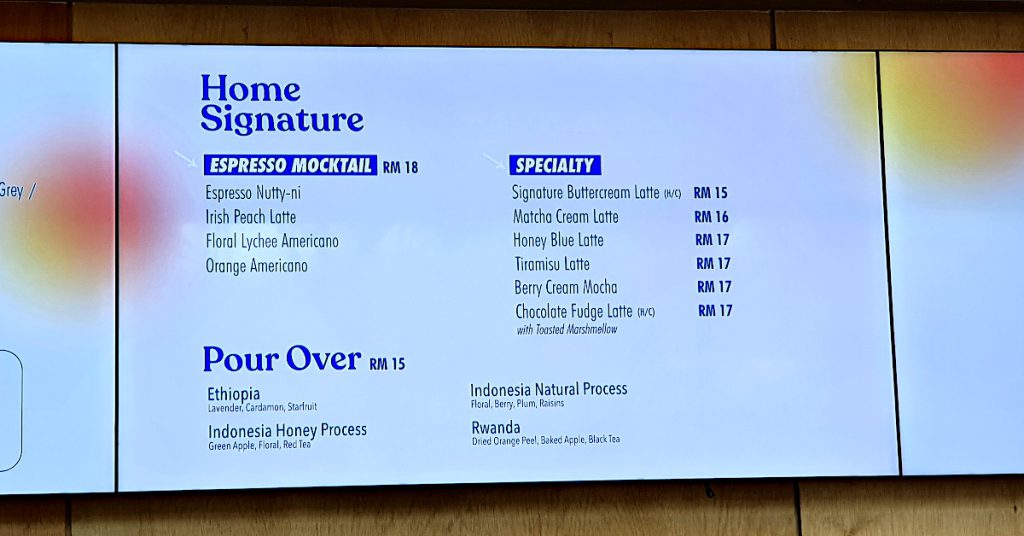 Grey /
Home
Signature
ESPRESSO MOCKTAIL RM 18
Espresso Nutty-ni
Irish Peach Latte
Floral Lychee Americano
Orange Americano
SPECIALTY
Signature Buttercream Latte (H/C) RM 15
Matcha Cream Latte RM 16
Honey Blue Latte RM 17
Tiramisu Latte RM 17
Berry Cream Mocha RM 17
Chocolate Fudge Latte (H/C) RM 17
with Toasted Marshmellow
Pour Over RM 15
Ethiopia
Lavender, Cardamon, Starfruit
Indonesia Honey Process
Green Apple, Floral, Red Tea
Indonesia Natural Process
Floral, Berry, Plum, Raisins
Rwanda
Dried Orange Peel, Baked Apple, Black Tea